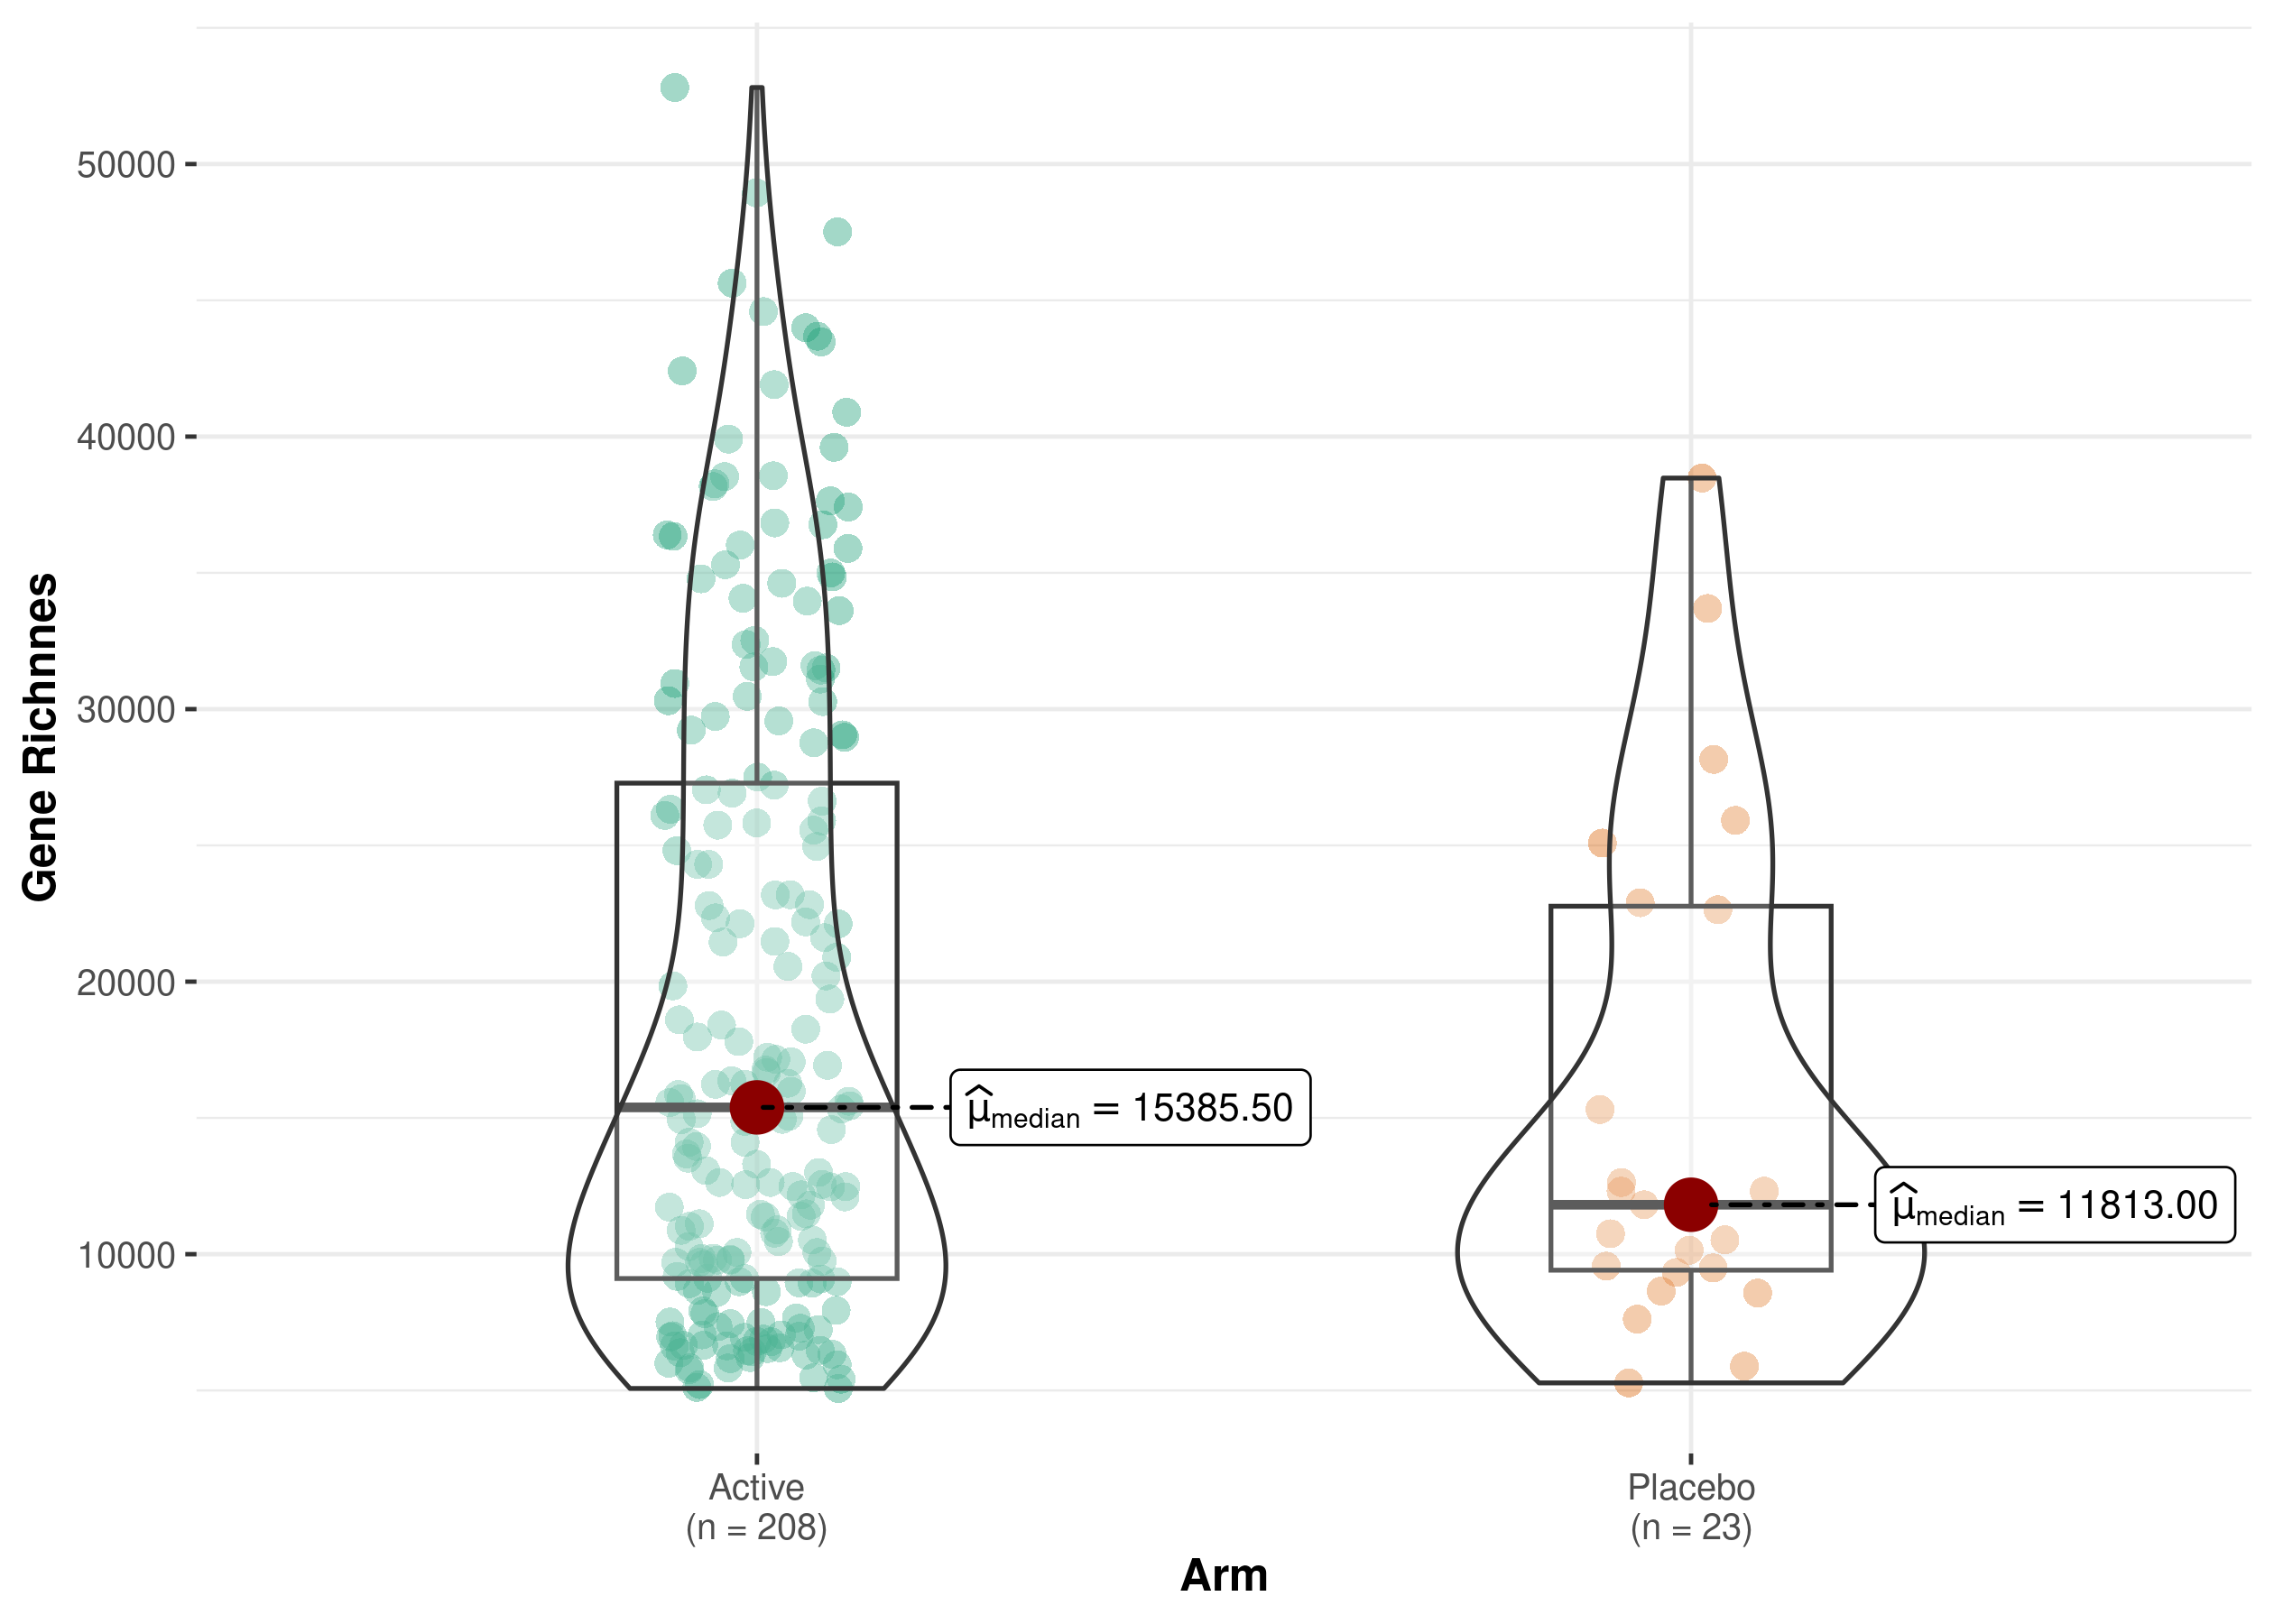 Gene Richnnes
50000
40000
30000
20000
10000
μ̂median = 15385.50
μ̂median = 11813.00
Active
(n = 208)
Placebo
(n = 23)
Arm